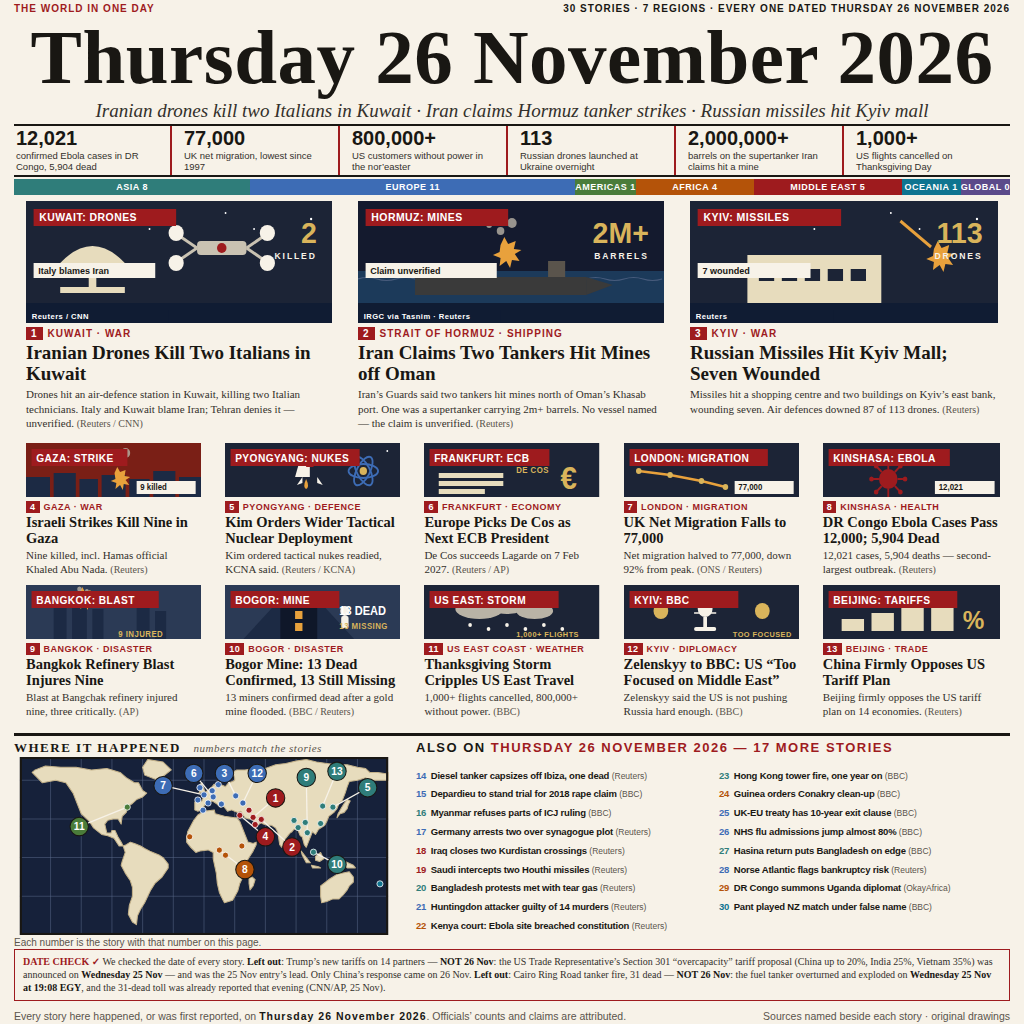 THE WORLD IN ONE DAY
30 STORIES · 7 REGIONS · EVERY ONE DATED THURSDAY 26 NOVEMBER 2026
Thursday 26 November 2026
Iranian drones kill two Italians in Kuwait · Iran claims Hormuz tanker strikes · Russian missiles hit Kyiv mall
12,021
confirmed Ebola cases in DR
Congo, 5,904 dead
77,000
UK net migration, lowest since
1997
800,000+
US customers without power in
the nor’easter
113
Russian drones launched at
Ukraine overnight
2,000,000+
barrels on the supertanker Iran
claims hit a mine
1,000+
US flights cancelled on
Thanksgiving Day
ASIA 8
EUROPE 11
AMERICAS 1
AFRICA 4
MIDDLE EAST 5
OCEANIA 1
GLOBAL 0
KUWAIT: DRONES
2
KILLED
Italy blames Iran
Reuters / CNN
1 KUWAIT · WAR
Iranian Drones Kill Two Italians in
Kuwait
Drones hit an air-defence station in Kuwait, killing two Italian
technicians. Italy and Kuwait blame Iran; Tehran denies it —
unverified. (Reuters / CNN)
HORMUZ: MINES
2M+
BARRELS
Claim unverified
IRGC via Tasnim · Reuters
2 STRAIT OF HORMUZ · SHIPPING
Iran Claims Two Tankers Hit Mines
off Oman
Iran’s Guards said two tankers hit mines north of Oman’s Khasab
port. One was a supertanker carrying 2m+ barrels. No vessel named
— the claim is unverified. (Reuters)
KYIV: MISSILES
113
DRONES
7 wounded
Reuters
3 KYIV · WAR
Russian Missiles Hit Kyiv Mall;
Seven Wounded
Missiles hit a shopping centre and two buildings on Kyiv’s east bank,
wounding seven. Air defences downed 87 of 113 drones. (Reuters)
GAZA: STRIKE
9 killed
4 GAZA · WAR
Israeli Strikes Kill Nine in
Gaza
Nine killed, incl. Hamas official
Khaled Abu Nada. (Reuters)
PYONGYANG: NUKES
5 PYONGYANG · DEFENCE
Kim Orders Wider Tactical
Nuclear Deployment
Kim ordered tactical nukes readied,
KCNA said. (Reuters / KCNA)
FRANKFURT: ECB
DE COS
€
6 FRANKFURT · ECONOMY
Europe Picks De Cos as
Next ECB President
De Cos succeeds Lagarde on 7 Feb
2027. (Reuters / AP)
LONDON: MIGRATION
77,000
7 LONDON · MIGRATION
UK Net Migration Falls to
77,000
Net migration halved to 77,000, down
92% from peak. (ONS / Reuters)
KINSHASA: EBOLA
12,021
8 KINSHASA · HEALTH
DR Congo Ebola Cases Pass
12,000; 5,904 Dead
12,021 cases, 5,904 deaths — second-
largest outbreak. (Reuters)
BANGKOK: BLAST
9 INJURED
9 BANGKOK · DISASTER
Bangkok Refinery Blast
Injures Nine
Blast at Bangchak refinery injured
nine, three critically. (AP)
BOGOR: MINE
13 DEAD
13 MISSING
10 BOGOR · DISASTER
Bogor Mine: 13 Dead
Confirmed, 13 Still Missing
13 miners confirmed dead after a gold
mine flooded. (BBC / Reuters)
US EAST: STORM
1,000+ FLIGHTS
11 US EAST COAST · WEATHER
Thanksgiving Storm
Cripples US East Travel
1,000+ flights cancelled, 800,000+
without power. (BBC)
KYIV: BBC
TOO FOCUSED
12 KYIV · DIPLOMACY
Zelenskyy to BBC: US “Too
Focused on Middle East”
Zelenskyy said the US is not pushing
Russia hard enough. (BBC)
BEIJING: TARIFFS
%
13 BEIJING · TRADE
China Firmly Opposes US
Tariff Plan
Beijing firmly opposes the US tariff
plan on 14 economies. (Reuters)
WHERE IT HAPPENED numbers match the stories
6
3
12
9
13
7
5
1
11
4
2
8
10
Each number is the story with that number on this page.
ALSO ON THURSDAY 26 NOVEMBER 2026 — 17 MORE STORIES
14 Diesel tanker capsizes off Ibiza, one dead (Reuters)
15 Depardieu to stand trial for 2018 rape claim (BBC)
16 Myanmar refuses parts of ICJ ruling (BBC)
17 Germany arrests two over synagogue plot (Reuters)
18 Iraq closes two Kurdistan crossings (Reuters)
19 Saudi intercepts two Houthi missiles (Reuters)
20 Bangladesh protests met with tear gas (Reuters)
21 Huntingdon attacker guilty of 14 murders (Reuters)
22 Kenya court: Ebola site breached constitution (Reuters)
23 Hong Kong tower fire, one year on (BBC)
24 Guinea orders Conakry clean-up (BBC)
25 UK-EU treaty has 10-year exit clause (BBC)
26 NHS flu admissions jump almost 80% (BBC)
27 Hasina return puts Bangladesh on edge (BBC)
28 Norse Atlantic flags bankruptcy risk (Reuters)
29 DR Congo summons Uganda diplomat (OkayAfrica)
30 Pant played NZ match under false name (BBC)
DATE CHECK ✓ We checked the date of every story. Left out: Trump’s new tariffs on 14 partners — NOT 26 Nov: the US Trade Representative’s Section 301 “overcapacity” tariff proposal (China up to 20%, India 25%, Vietnam 35%) was
announced on Wednesday 25 Nov — and was the 25 Nov entry’s lead. Only China’s response came on 26 Nov. Left out: Cairo Ring Road tanker fire, 31 dead — NOT 26 Nov: the fuel tanker overturned and exploded on Wednesday 25 Nov
at 19:08 EGY, and the 31-dead toll was already reported that evening (CNN/AP, 25 Nov).
Every story here happened, or was first reported, on Thursday 26 November 2026. Officials’ counts and claims are attributed.
Sources named beside each story · original drawings